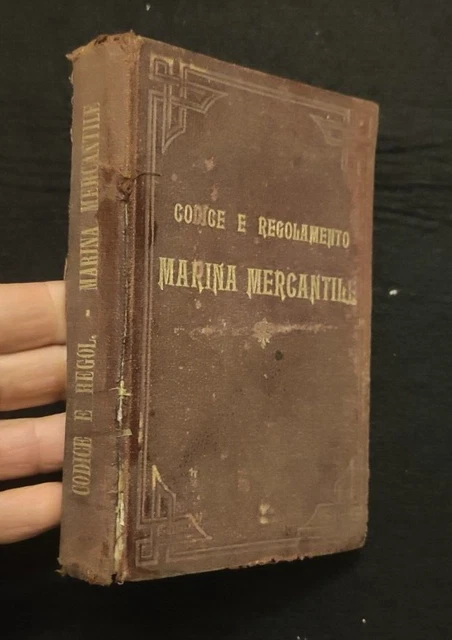 CODICE E REGOLAMENTO
MARINA MERCANTILE
CODICE E REGOL. - MARINA MERCANTILE